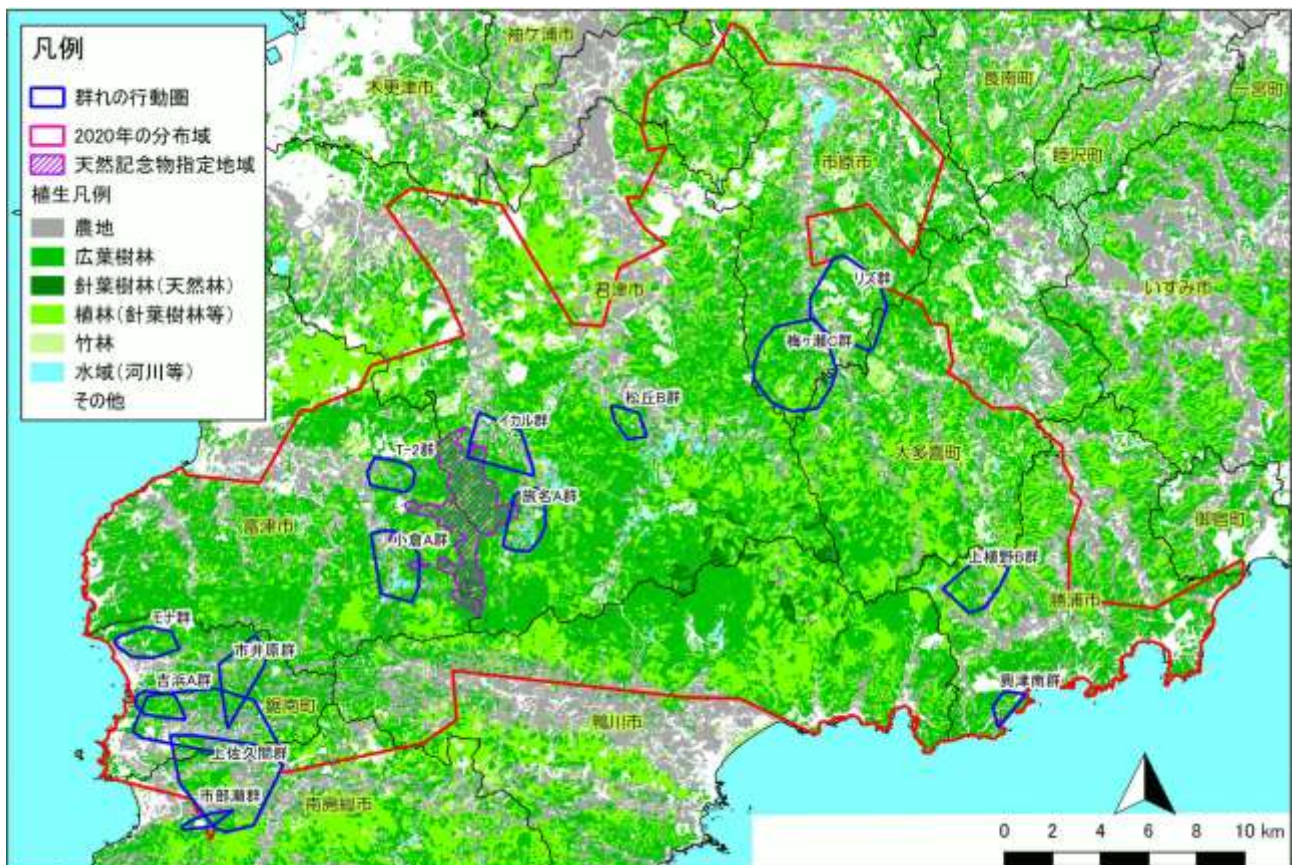 凡例
群れの行動圏
2020年の分布域
天然記念物指定地域
植生凡例
農地
広葉樹林
針葉樹林(天然林)
植林(針葉樹林等)
竹林
水域(河川等)
その他
袖ケ浦市
木更津市
長南町
一宮町
睦沢町
市原市
いすみ市
君津市
リズ群
梅ヶ瀬C群
松丘B群
イカル群
T-2群
大多喜町
旅名A群
富津市
御宿町
小倉A群
上植野B群
勝浦市
モナ群
市井原群
吉浜A群
興津南群
鋸南町
鴨川市
上佐久間群
市部瀬群
南房総市
0 2 4 6 8 10 km